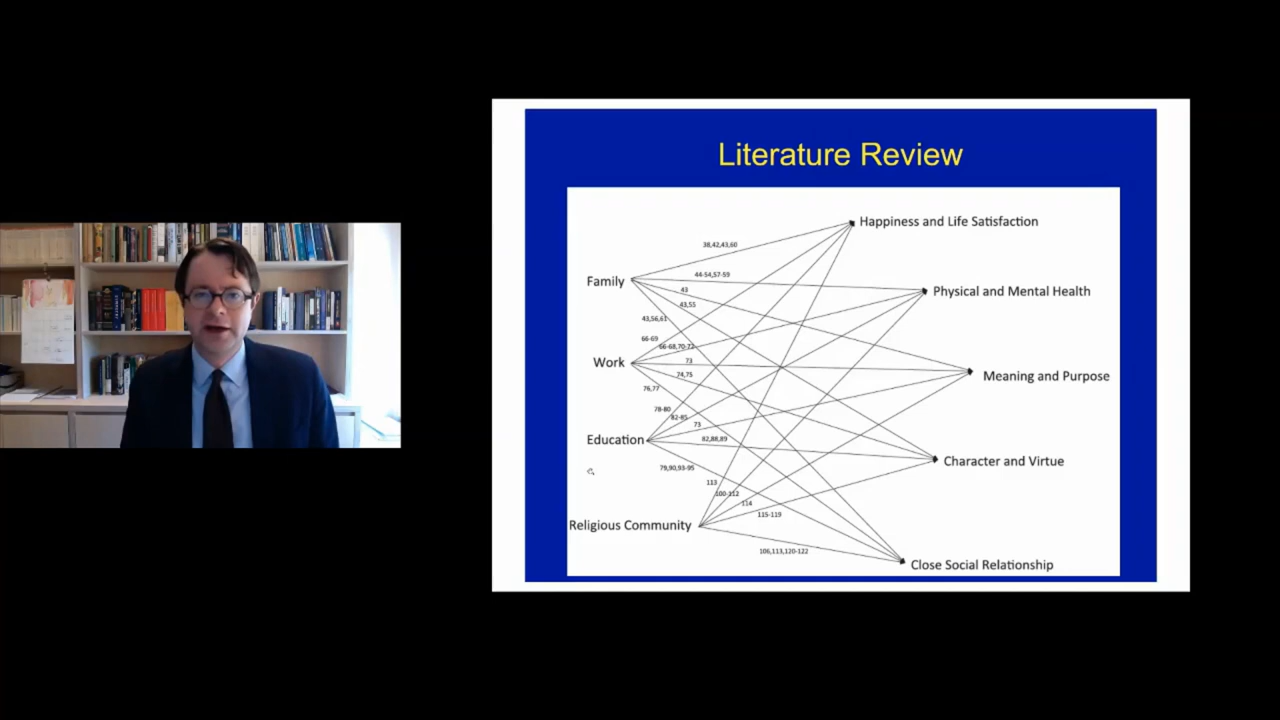 Literature Review
Happiness and Life Satisfaction
38,42,43,60
44-54,57-59
Family
43
Physical and Mental Health
43,55
43,56,61
66-69
66-68,70-72
Work
73
74,75
Meaning and Purpose
76,77
78-80
82-85
73
Education
82,88,89
Character and Virtue
79,90,93-95
113
100-112
114
115-119
Religious Community
106,113,120-122
Close Social Relationship